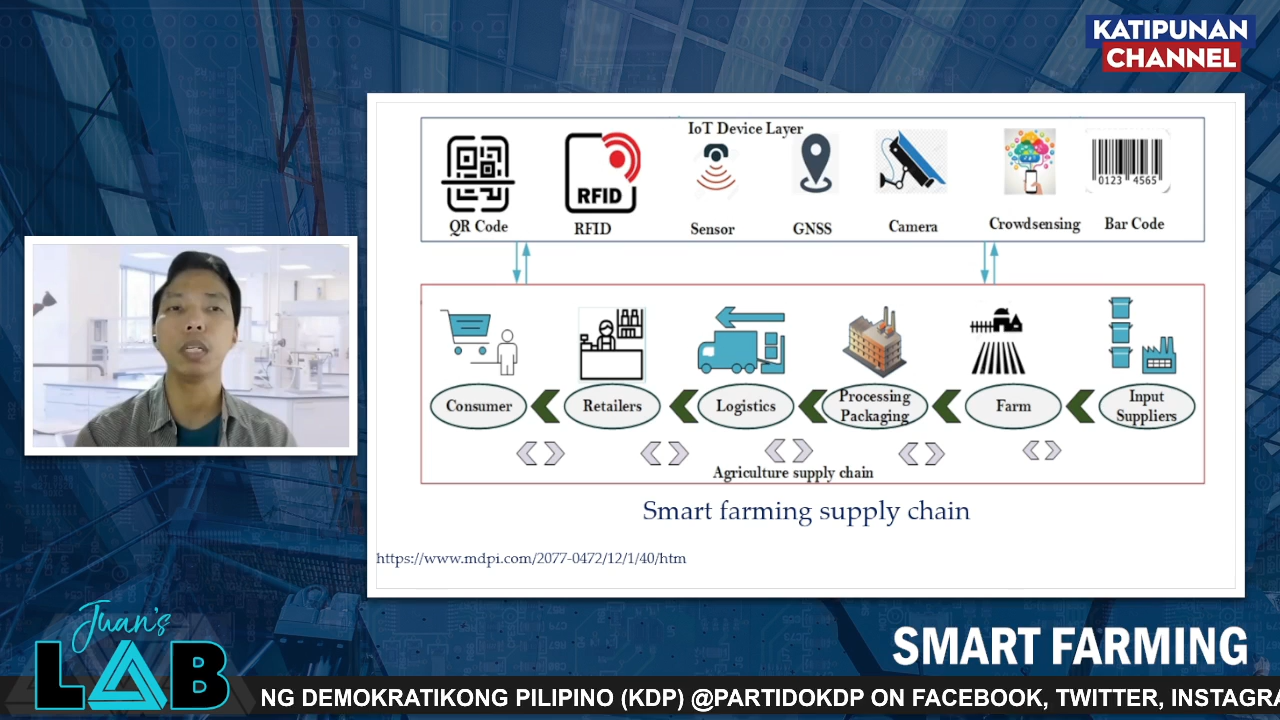 KATIPUNAN
CHANNEL
IoT Device Layer
RFID
0123 4565
QR Code
RFID
Sensor
GNSS
Camera
Crowdsensing
Bar Code
Consumer
Retailers
Logistics
Processing
Packaging
Farm
Input
Suppliers
Agriculture supply chain
Smart farming supply chain
https://www.mdpi.com/2077-0472/12/1/40/htm
Juan's
LAB
SMART FARMING
NG DEMOKRATIKONG PILIPINO (KDP) @PARTIDOKDP ON FACEBOOK, TWITTER, INSTAGRA